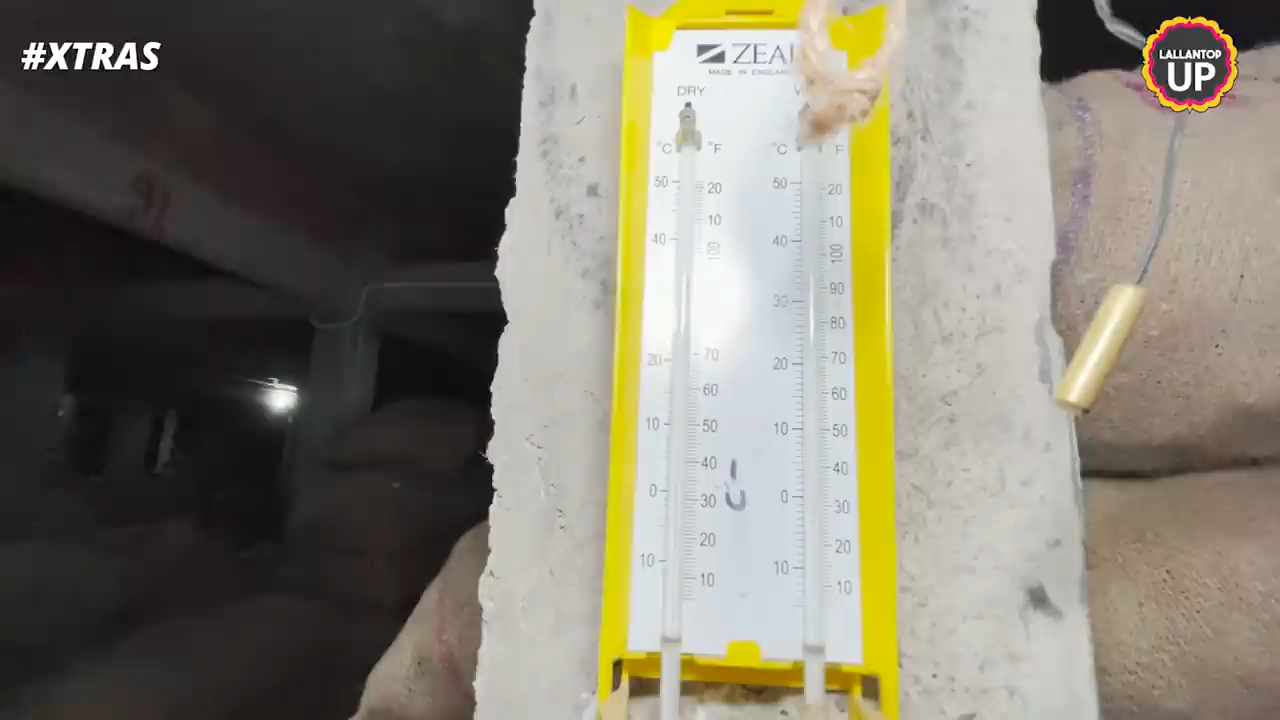 #XTRAS
LALLANTOP
UP
ZEAL
MADE IN ENGLAND
DRY
°C °F °C F
50 20 50 20
40 10 40 10
100 100
30 90
80
20 70 20 70
60 60
10 50 10 50
40 40
0 30 0 30
20 20
10 10 10 10